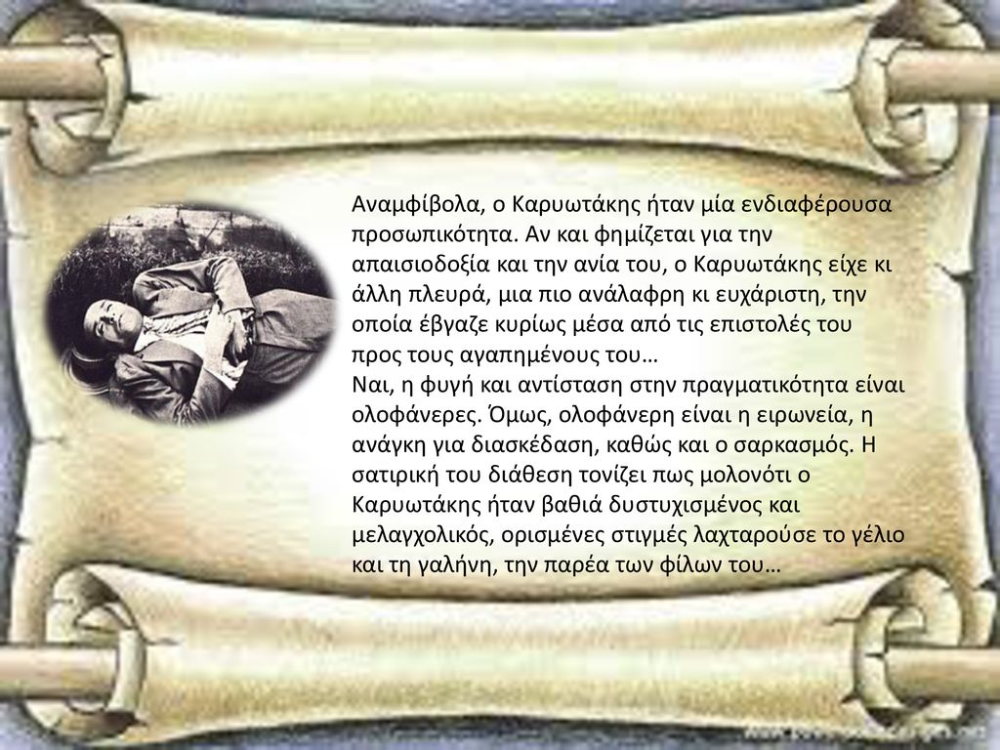 Αναμφίβολα, ο Καρυωτάκης ήταν μία ενδιαφέρουσα
προσωπικότητα. Αν και φημίζεται για την
απαισιοδοξία και την ανία του, ο Καρυωτάκης είχε κι
άλλη πλευρά, μια πιο ανάλαφρη κι ευχάριστη, την
οποία έβγαζε κυρίως μέσα από τις επιστολές του
προς τους αγαπημένους του…
Ναι, η φυγή και αντίσταση στην πραγματικότητα είναι
ολοφάνερες. Όμως, ολοφάνερη είναι η ειρωνεία, η
ανάγκη για διασκέδαση, καθώς και ο σαρκασμός. Η
σατιρική του διάθεση τονίζει πως μολονότι ο
Καρυωτάκης ήταν βαθιά δυστυχισμένος και
μελαγχολικός, ορισμένες στιγμές λαχταρούσε το γέλιο
και τη γαλήνη, την παρέα των φίλων του…